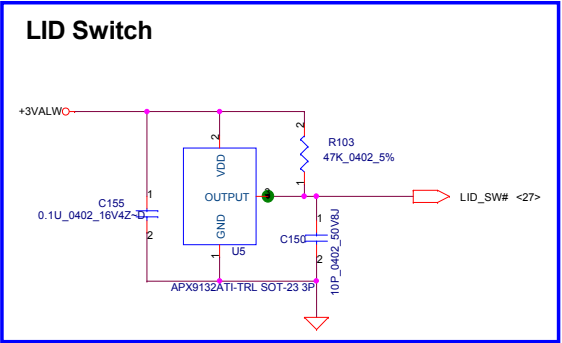 LID Switch
+3VALW
2
2
R103
47K_0402_5%
VDD
1
C155
0.1U_0402_16V4Z~D
1
2
OUTPUT
GND
1
U5
LID_SW# <27>
1
C150
2
10P_0402_50V8J
APX9132ATI-TRL SOT-23 3P